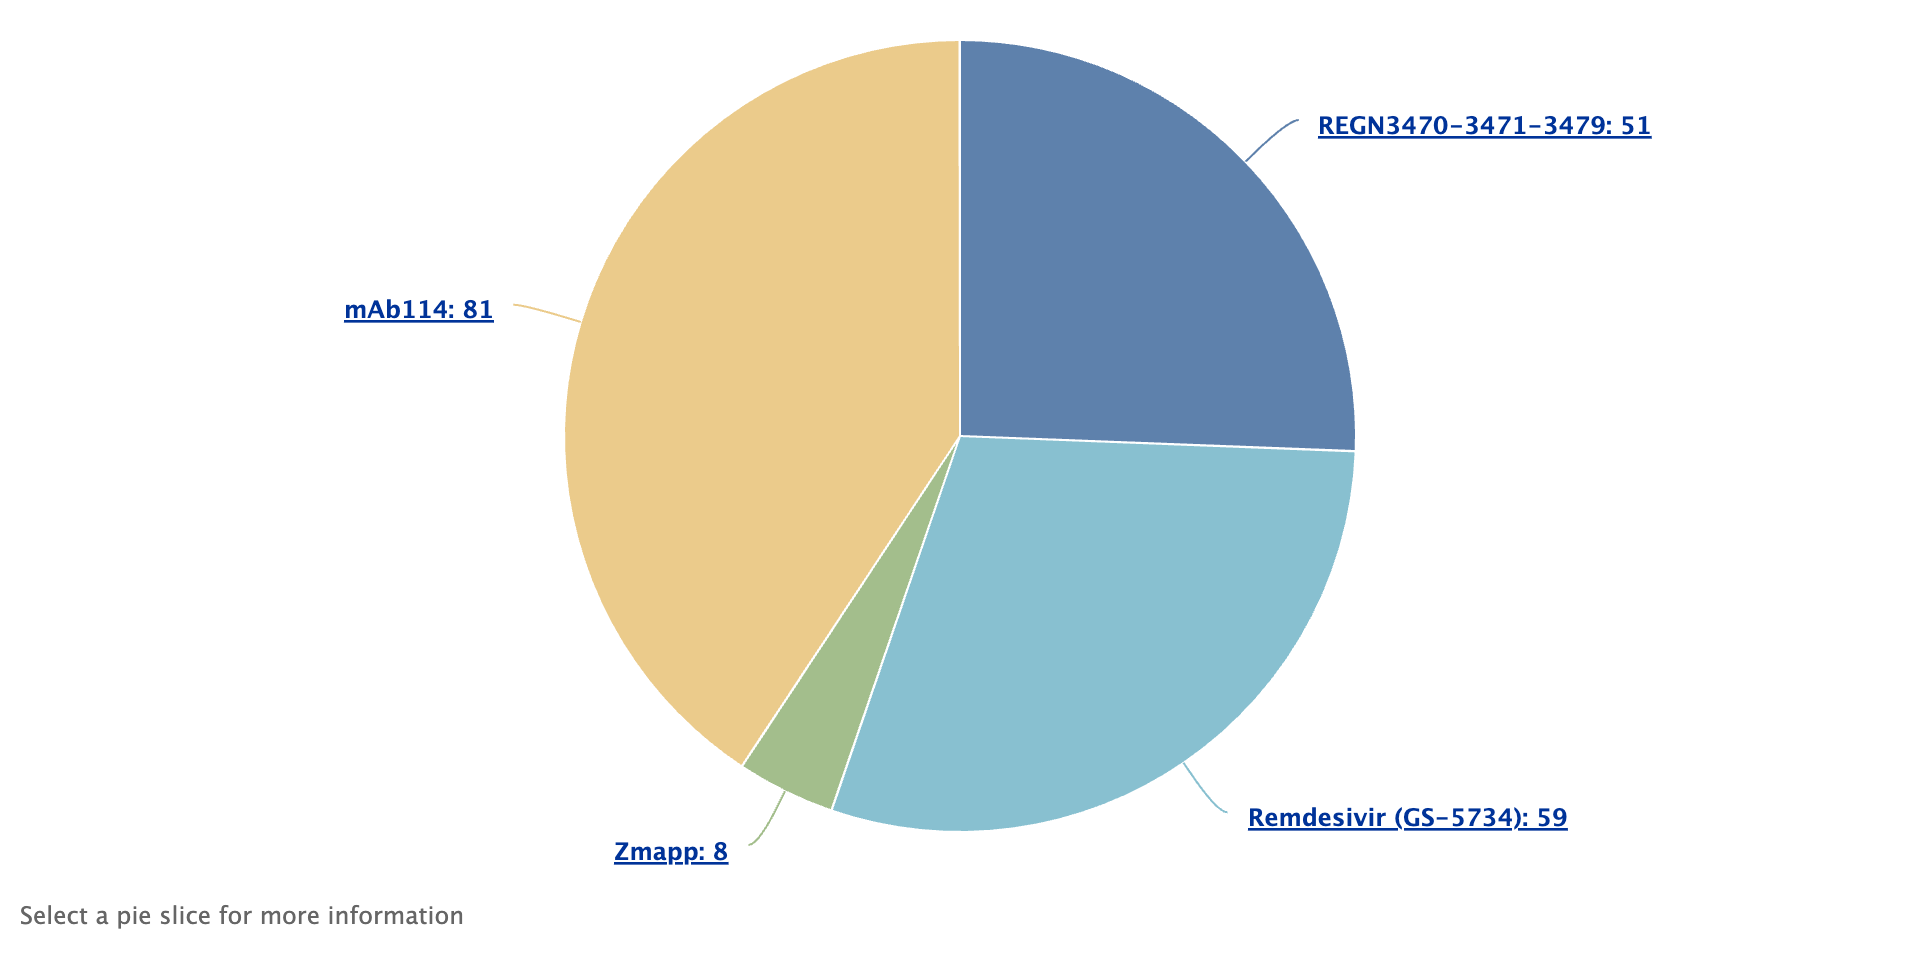 REGN3470-3471-3479: 51
mAb114: 81
Remdesivir (GS-5734): 59
Zmapp: 8
Select a pie slice for more information